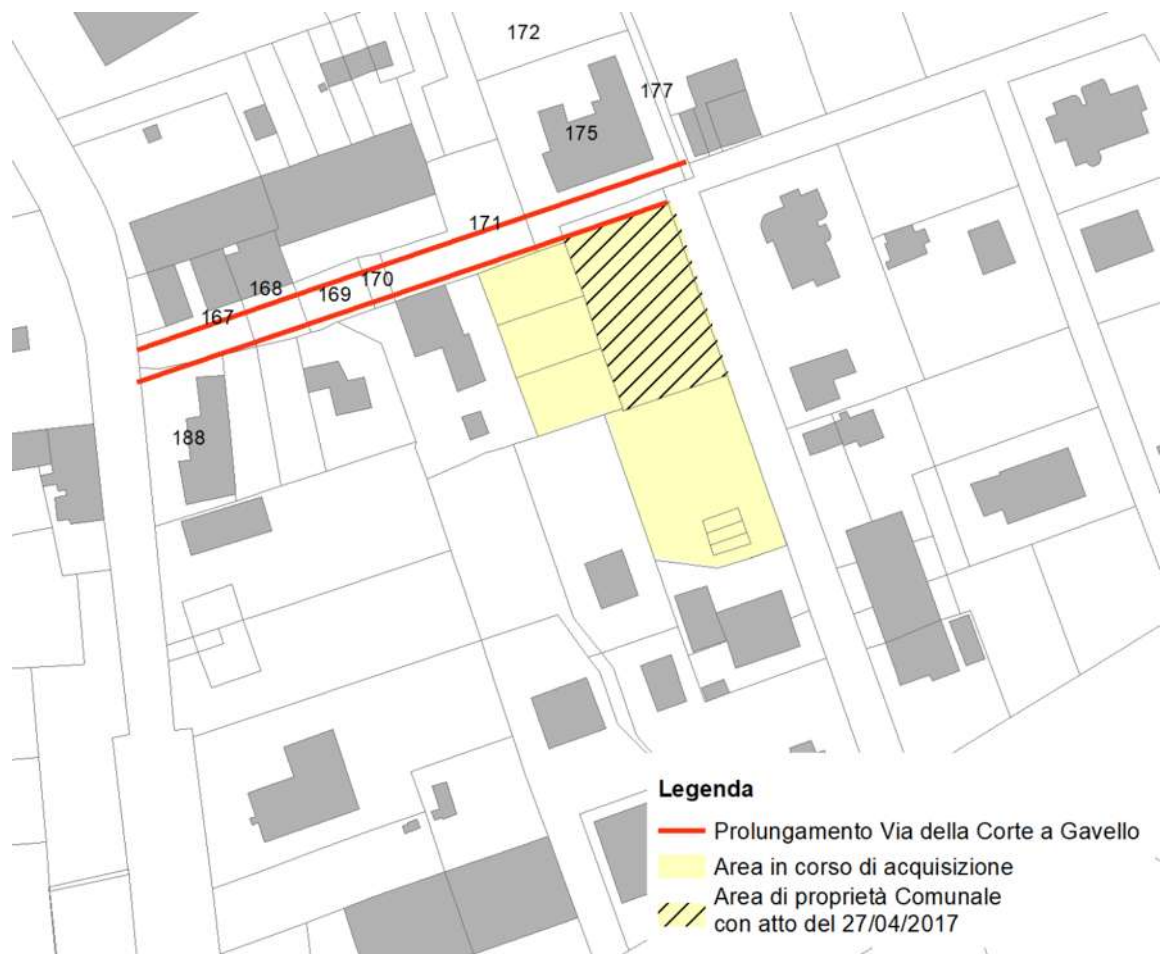 172
177
175
171
170
168
169
167
188
Legenda
Prolungamento Via della Corte a Gavello
Area in corso di acquisizione
Area di proprietà Comunale
con atto del 27/04/2017